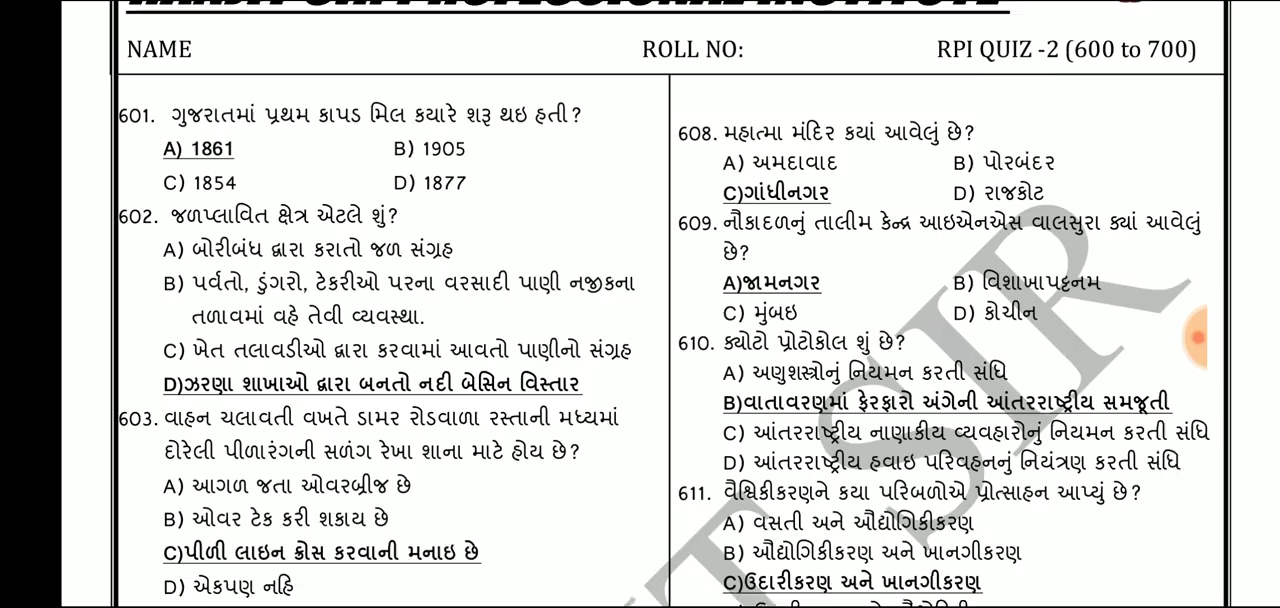 NAME ROLL NO: RPI QUIZ -2 (600 to 700)
601. ગુજરાતમાં પ્રથમ કાપડ મિલ કયારે શરૂ થઇ હતી?
A) 1861 B) 1905
C) 1854 D) 1877
602. જળપ્લાવિત ક્ષેત્ર એટલે શું?
A) બોરીબંધ દ્વારા કરાતો જળ સંગ્રહ
B) પર્વતો, ડુંગરો, ટેકરીઓ પરના વરસાદી પાણી નજીકના
તળાવમાં વહે તેવી વ્યવસ્થા.
C) ખેત તલાવડીઓ દ્વારા કરવામાં આવતો પાણીનો સંગ્રહ
D)ઝરણા શાખાઓ દ્વારા બનતો નદી બેસિન વિસ્તાર
603. વાહન ચલાવતી વખતે ડામર રોડવાળા રસ્તાની મધ્યમાં
દોરેલી પીળારંગની સળંગ રેખા શાના માટે હોય છે?
A) આગળ જતા ઓવરબ્રીજ છે
B) ઓવર ટેક કરી શકાય છે
C)પીળી લાઇન ક્રોસ કરવાની મનાઇ છે
D) એકપણ નહિ
608. મહાત્મા મંદિર કયાં આવેલું છે?
A) અમદાવાદ B) પોરબંદર
C)ગાંધીનગર D) રાજકોટ
609. નૌકાદળનું તાલીમ કેન્દ્ર આઇએનએસ વાલસુરા ક્યાં આવેલું
છે?
A)જામનગર B) વિશાખાપટ્ટનમ
C) મુંબઇ D) કોચીન
610. ક્યોટો પ્રોટોકોલ શું છે?
A) અણુશસ્ત્રોનું નિયમન કરતી સંધિ
B)વાતાવરણમાં ફેરફારો અંગેની આંતરરાષ્ટ્રીય સમજૂતી
C) આંતરરાષ્ટ્રીય નાણાકીય વ્યવહારોનું નિયમન કરતી સંધિ
D) આંતરરાષ્ટ્રીય હવાઇ પરિવહનનું નિયંત્રણ કરતી સંધિ
611. વૈશ્વિકીકરણને કયા પરિબળોએ પ્રોત્સાહન આપ્યું છે?
A) વસતી અને ઔદ્યોગિકીકરણ
B) ઔદ્યોગિકીકરણ અને ખાનગીકરણ
C)ઉદારીકરણ અને ખાનગીકરણ
SIR